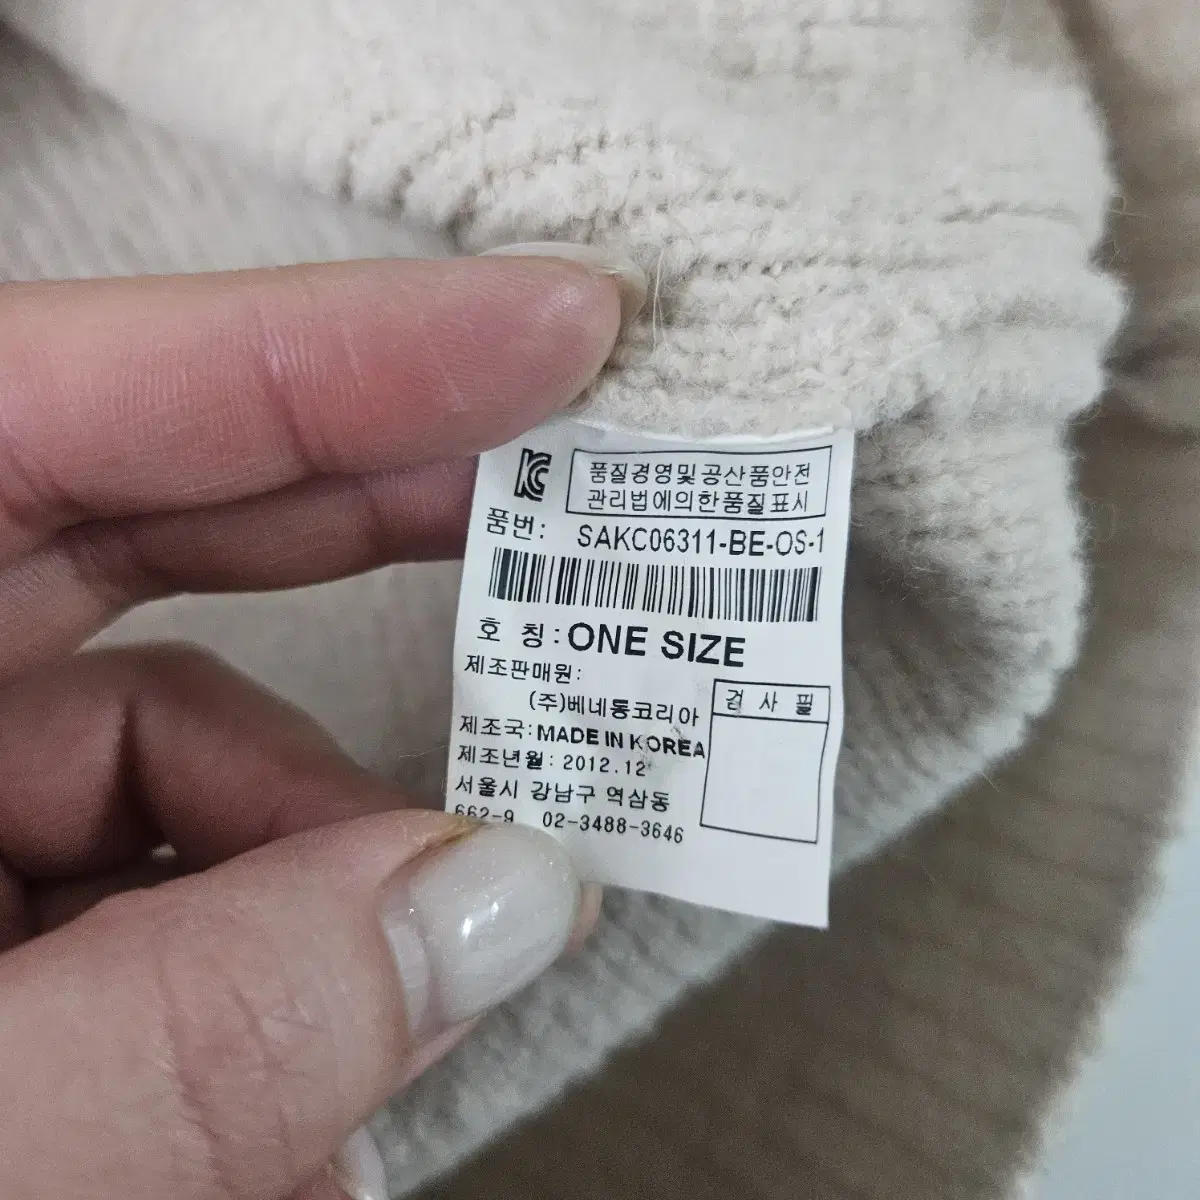 KC
품질경영및공산품안전
관리법에의한품질표시
품번: SAKC06311-BE-OS-1
호 칭:ONE SIZE
제조판매원:
(주)베네통코리아
제조국:MADE IN KOREA
제조년월: 2012.12
서울시 강남구 역삼동
662-9 02-3488-3646
검 사 필